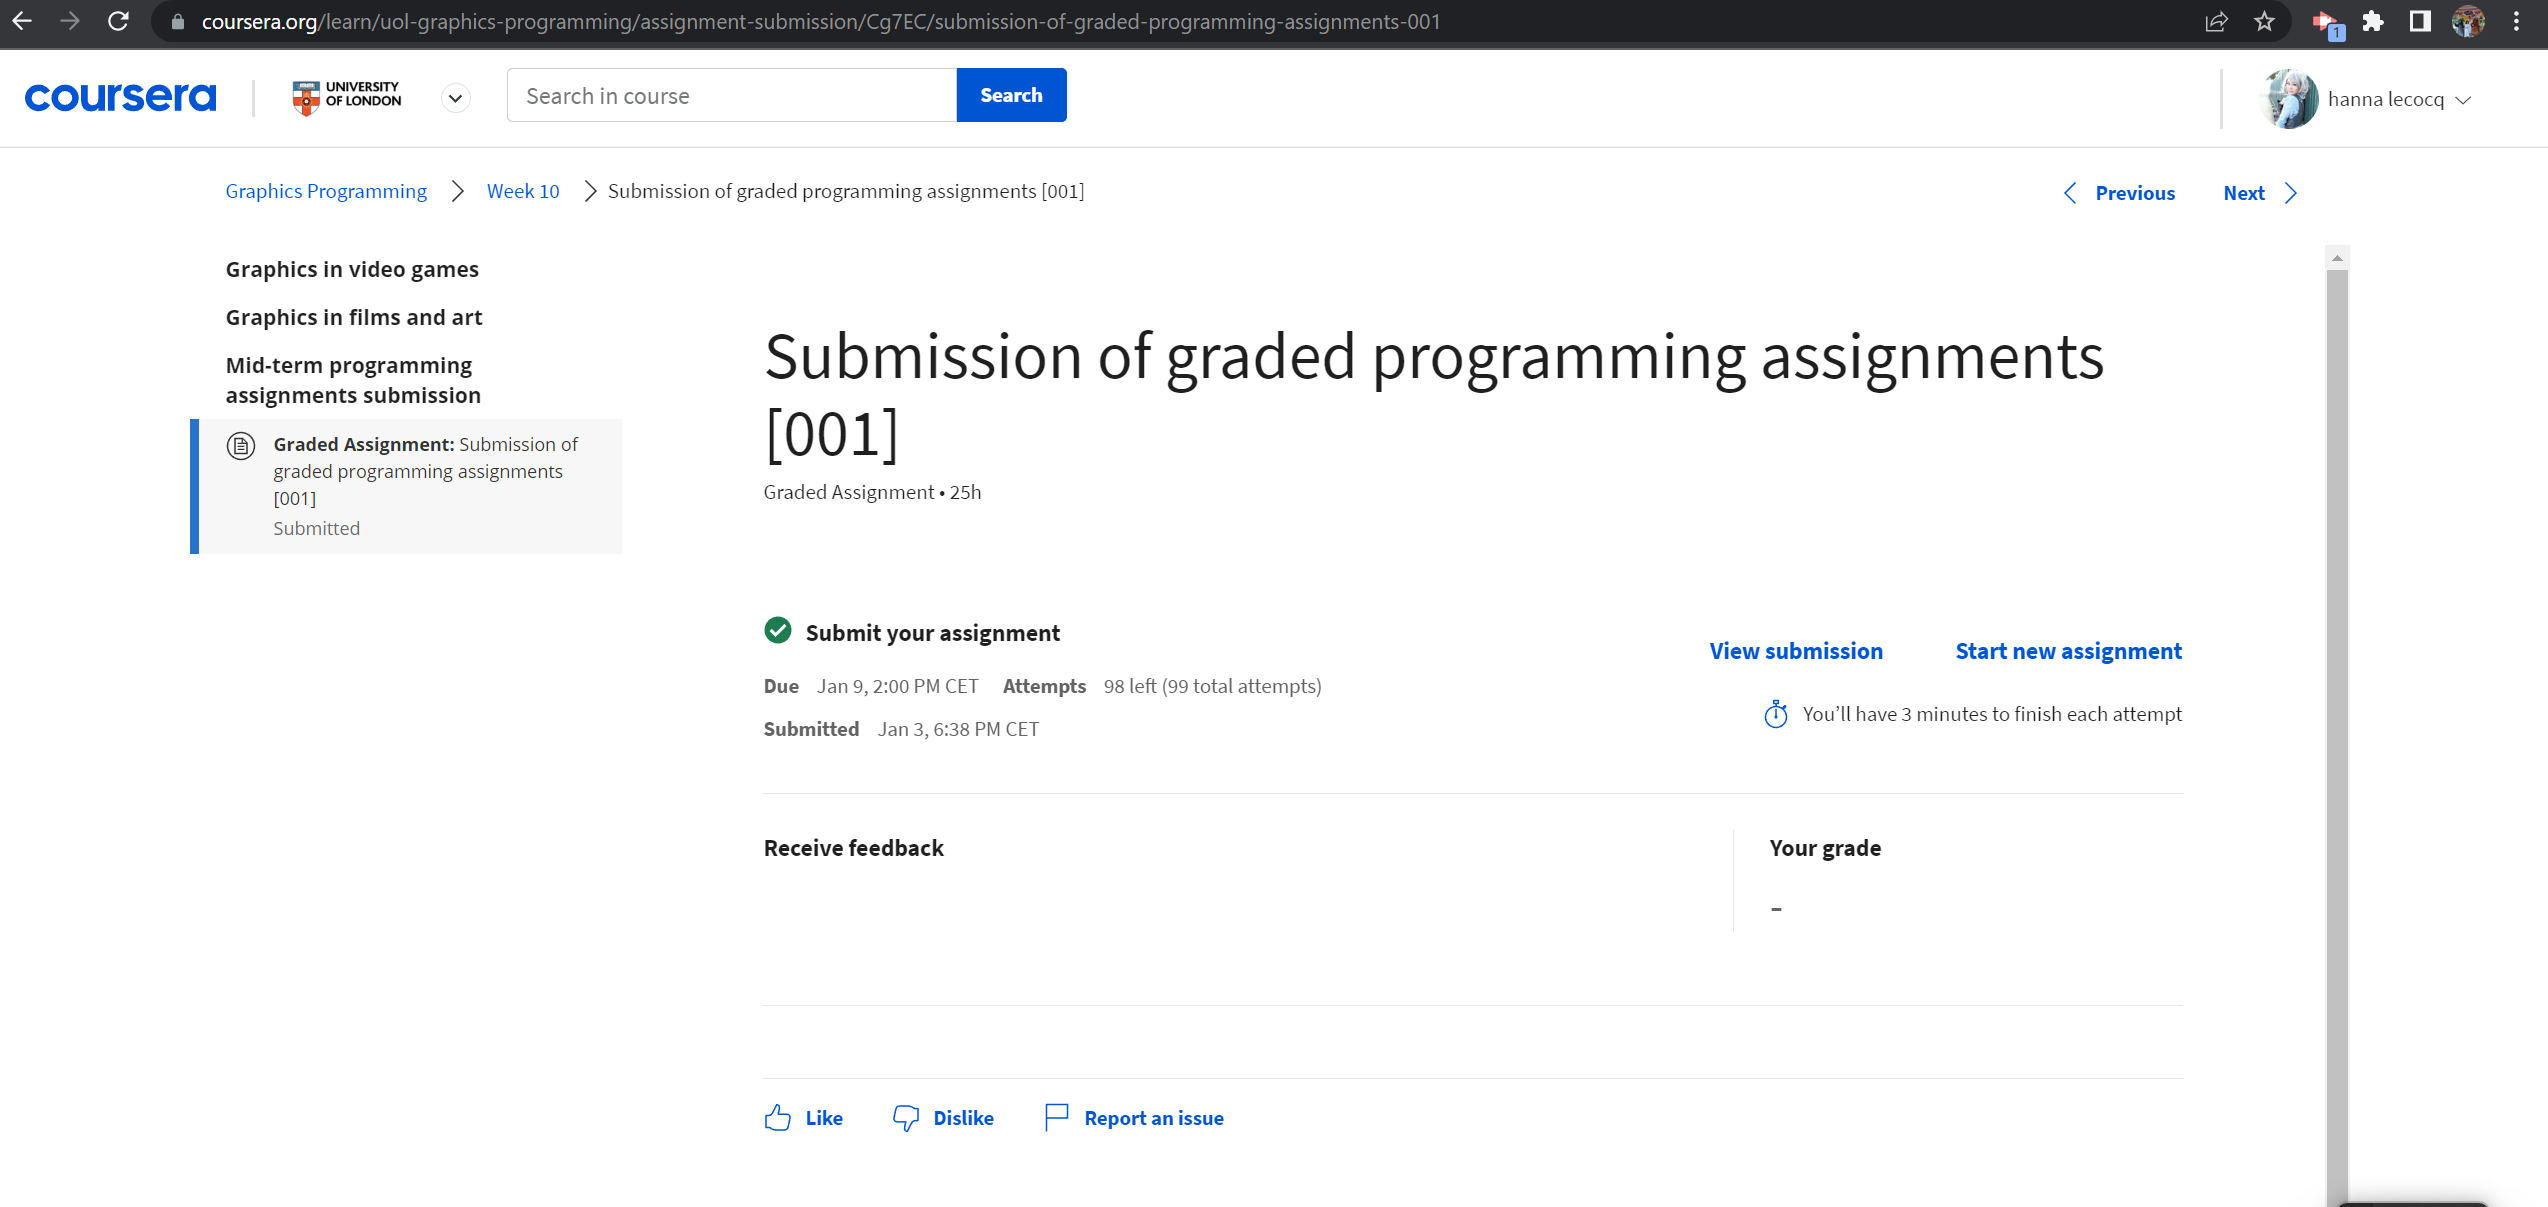 coursera.org/learn/uol-graphics-programming/assignment-submission/Cg7EC/submission-of-graded-programming-assignments-001
1
coursera
UNIVERSITY
OF LONDON
Search in course
Search
hanna lecocq
Graphics Programming
Week 10
Submission of graded programming assignments [001]
Previous
Next
Graphics in video games
Graphics in films and art
Mid-term programming
assignments submission
Graded Assignment: Submission of
graded programming assignments
[001]
Submitted
Submission of graded programming assignments
[001]
Graded Assignment • 25h
Submit your assignment
Due Jan 9, 2:00 PM CET Attempts 98 left (99 total attempts)
Submitted Jan 3, 6:38 PM CET
View submission
Start new assignment
You’ll have 3 minutes to finish each attempt
Receive feedback
Your grade
–
Like
Dislike
Report an issue